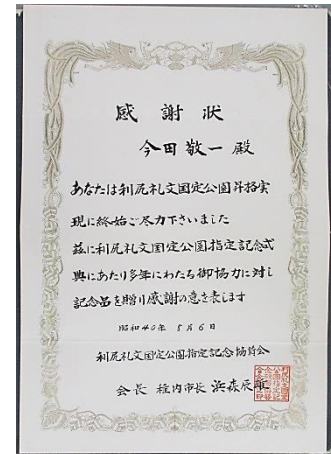 感謝状
今田敬一殿
あなたは利尻礼文国定公園昇格実
現に終始ご尽力下さいました
茲に利尻礼文国定公園指定記念式
典にあたり多年にわたる御協力に対し
記念品を贈り感謝の意を表します
昭和40年 8月6日
利尻礼文国定公園指定記念協賛会
会長 稚内市長 浜森辰雄